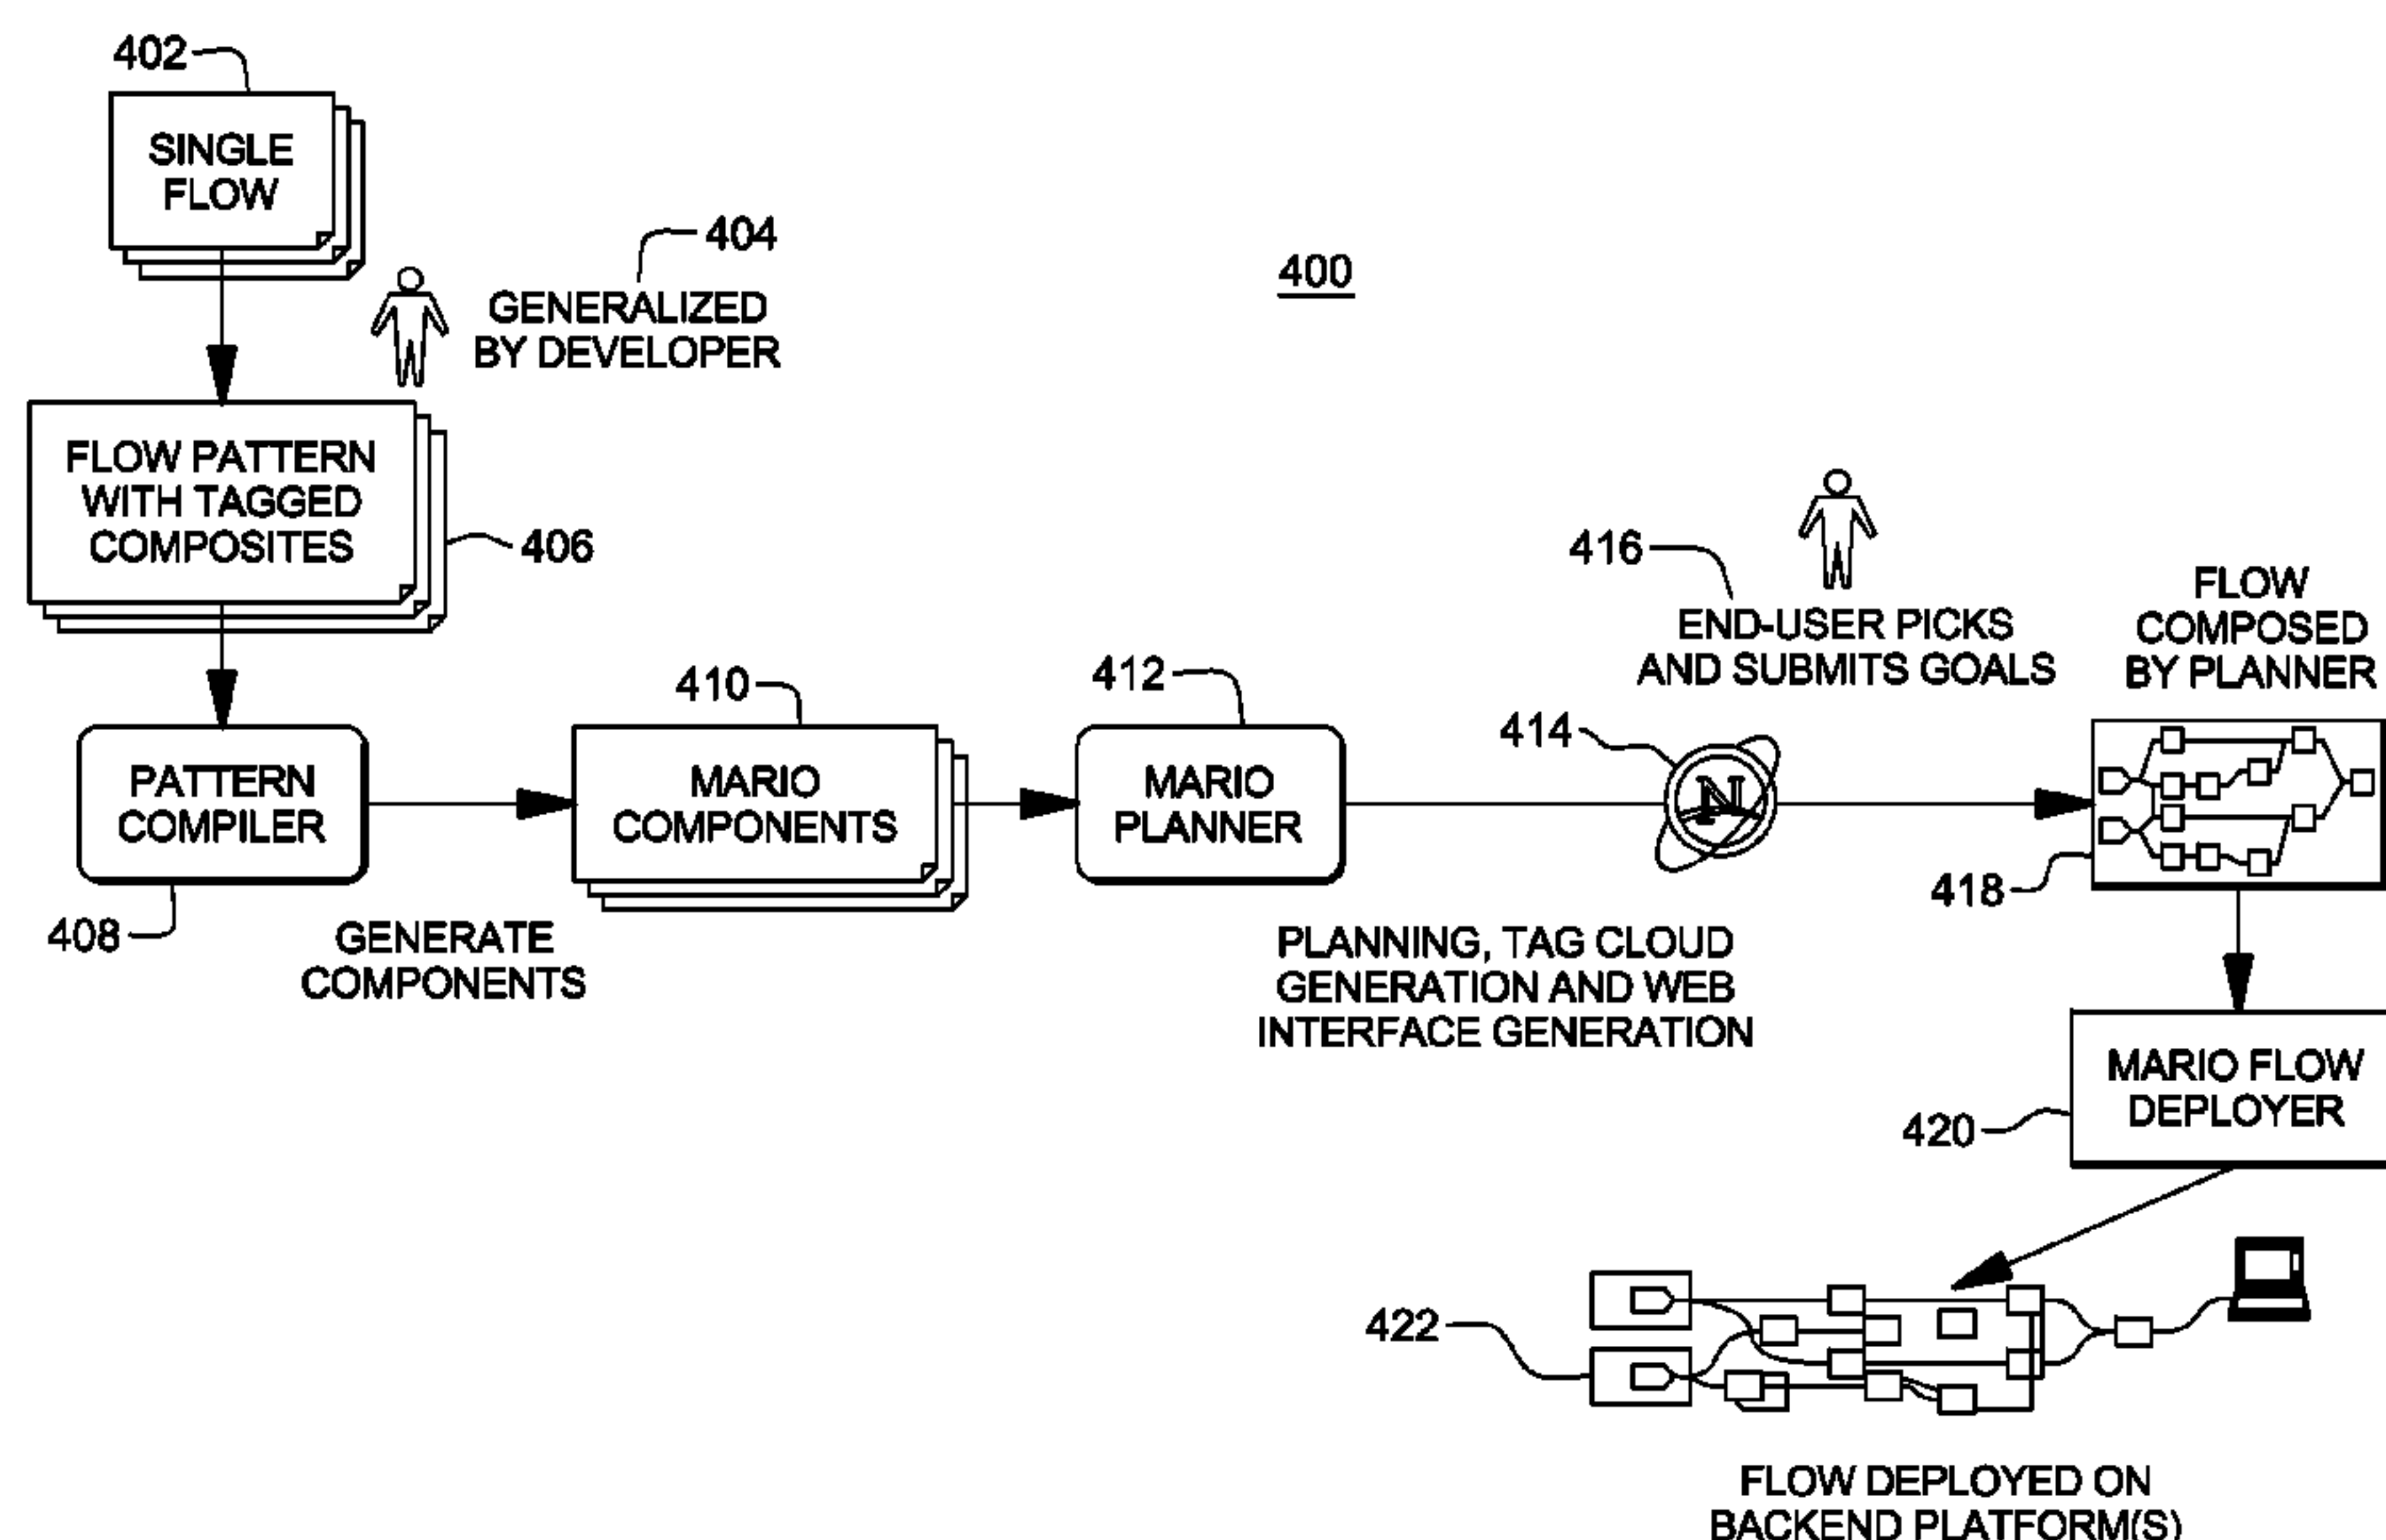 402
SINGLE
FLOW
404
GENERALIZED
BY DEVELOPER
400
FLOW PATTERN
WITH TAGGED
COMPOSITES
406
416
END-USER PICKS
AND SUBMITS GOALS
FLOW
COMPOSED
BY PLANNER
PATTERN
COMPILER
408
GENERATE
COMPONENTS
410
MARIO
COMPONENTS
412
MARIO
PLANNER
414
N
PLANNING, TAG CLOUD
GENERATION AND WEB
INTERFACE GENERATION
418
MARIO FLOW
DEPLOYER
420
422
FLOW DEPLOYED ON
BACKEND PLATFORM(S)